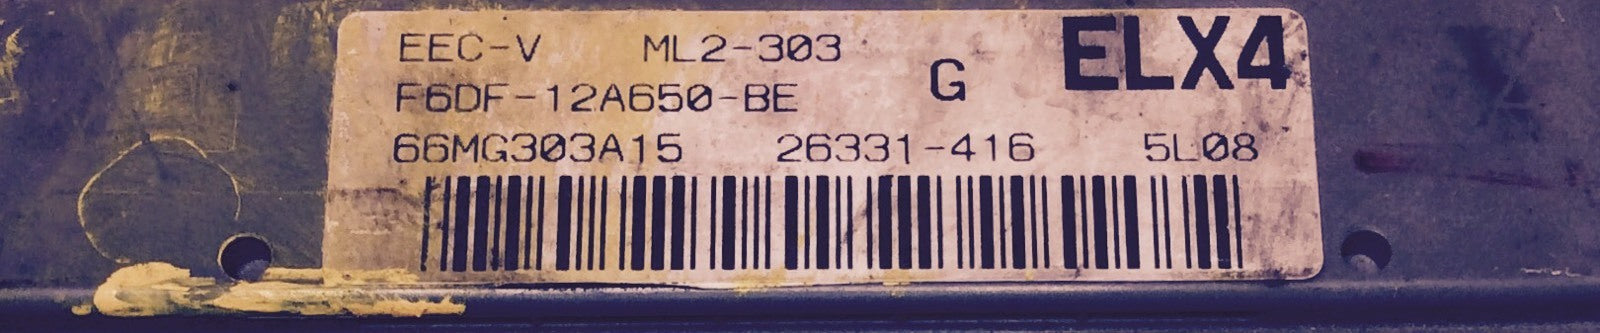 EEC-V ML2-303 G ELX4
F6DF-12A650-BE
66MG303A15 26331-416 5L08